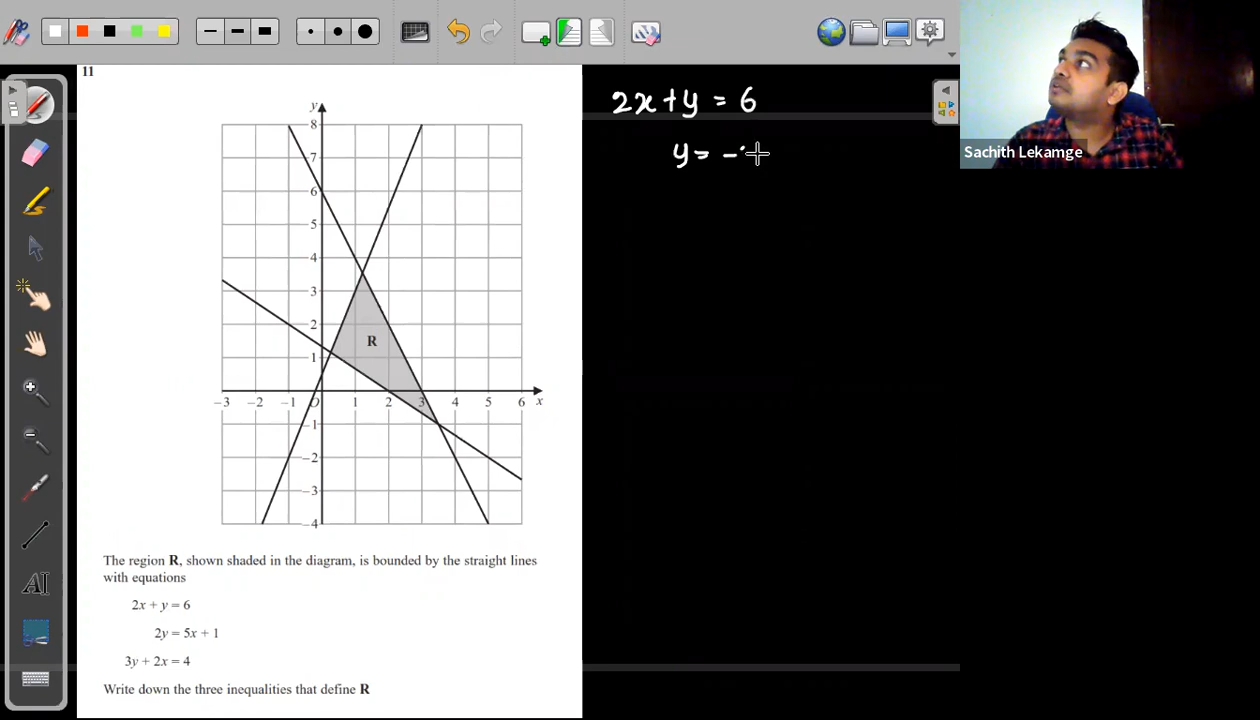 11
2x + y = 6
y = -
Sachith Lekamge
y
8
7
6
5
4
3
2
1
R
-3 -2 -1 O 1 2 3 4 5 6 x
-1
-2
-3
-4
The region R, shown shaded in the diagram, is bounded by the straight lines
with equations
2x + y = 6
2y = 5x + 1
3y + 2x = 4
Write down the three inequalities that define R
AI